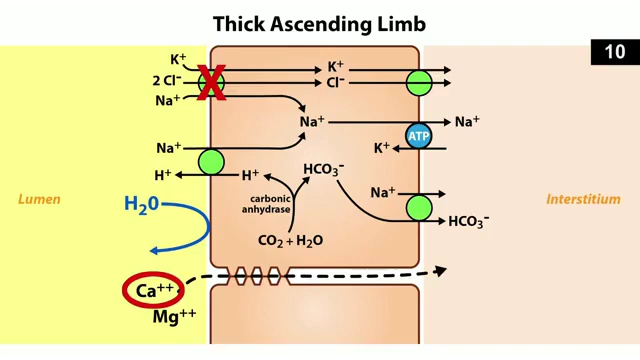 Thick Ascending Limb
10
K⁺
2 Cl⁻
Na⁺
K⁺
Cl⁻
Na⁺
Na⁺
ATP
K⁺
Na⁺
H⁺
H⁺
HCO₃⁻
carbonic
anhydrase
CO₂ + H₂O
Na⁺
HCO₃⁻
Lumen
Interstitium
H₂0
Ca⁺⁺
Mg⁺⁺